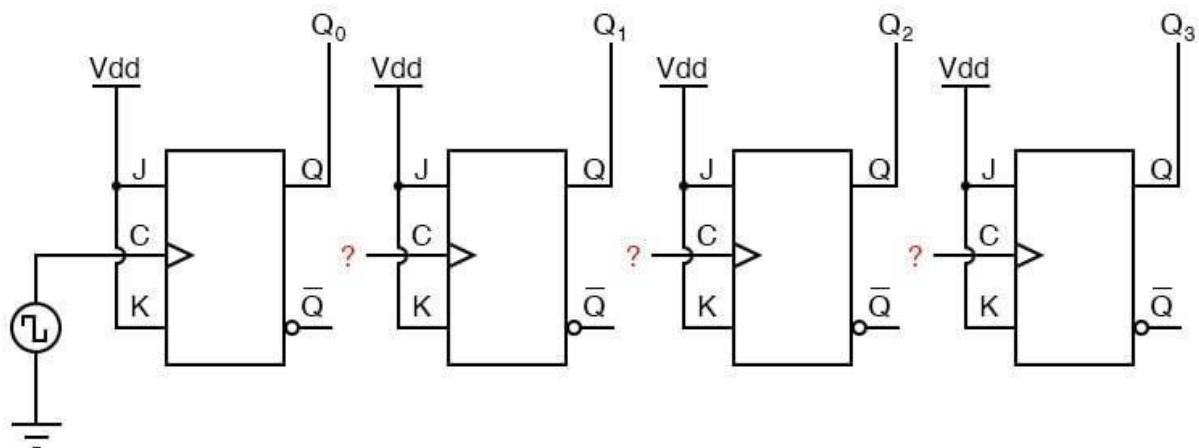 Q0 Q1 Q2 Q3
Vdd Vdd Vdd Vdd
J Q J Q J Q J Q
C ? C ? C ? C
K Q̅ K Q̅ K Q̅ K Q̅